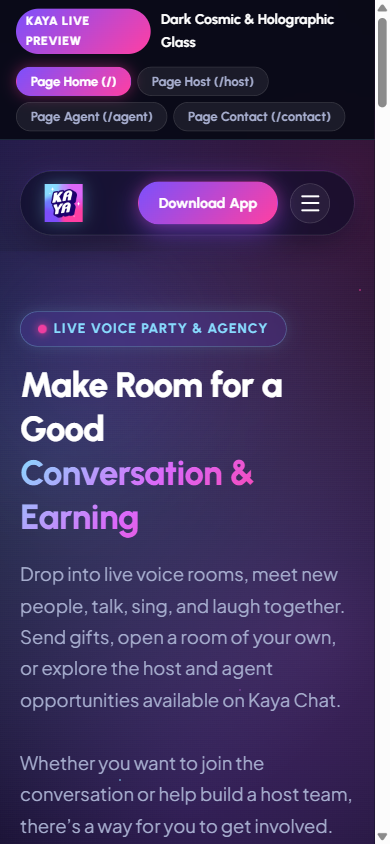 KAYA LIVE
PREVIEW
Dark Cosmic & Holographic
Glass
Page Home (/)
Page Host (/host)
Page Agent (/agent)
Page Contact (/contact)
KA
YA
Download App
LIVE VOICE PARTY & AGENCY
Make Room for a
Good
Conversation &
Earning
Drop into live voice rooms, meet new
people, talk, sing, and laugh together.
Send gifts, open a room of your own,
or explore the host and agent
opportunities available on Kaya Chat.
Whether you want to join the
conversation or help build a host team,
there's a way for you to get involved.